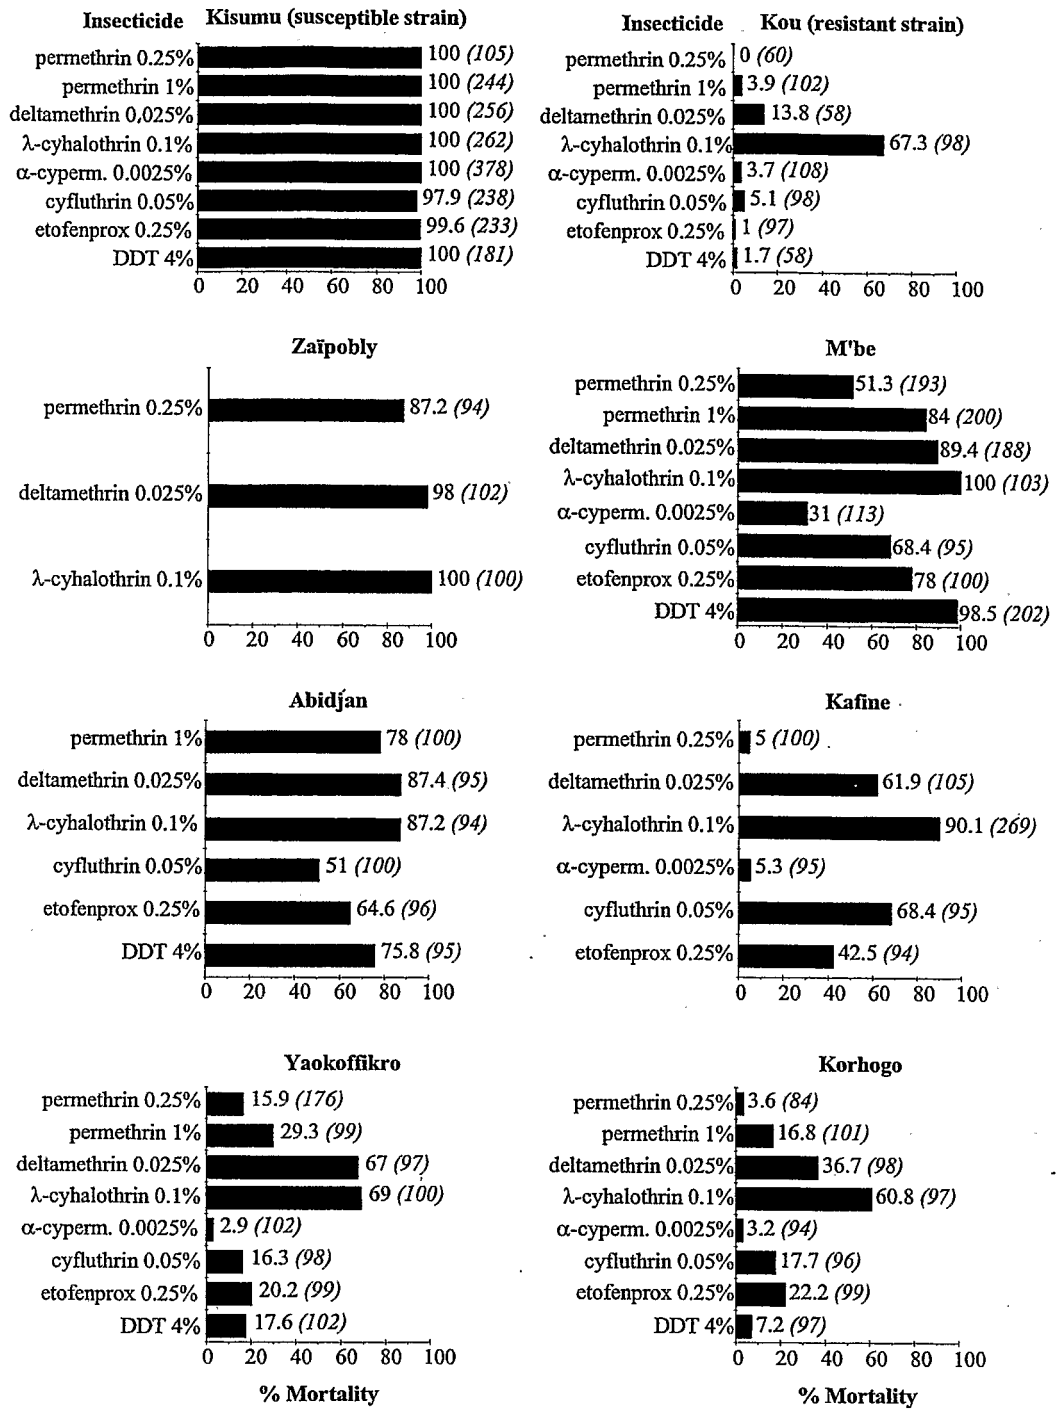 Insecticide Kisumu (susceptible strain)
permethrin 0.25% 100 (105)
permethrin 1% 100 (244)
deltamethrin 0,025% 100 (256)
λ-cyhalothrin 0.1% 100 (262)
α-cyperm. 0.0025% 100 (378)
cyfluthrin 0.05% 97.9 (238)
etofenprox 0.25% 99.6 (233)
DDT 4% 100 (181)
0 20 40 60 80 100
Insecticide Kou (resistant strain)
permethrin 0.25% 0 (60)
permethrin 1% 3.9 (102)
deltamethrin 0.025% 13.8 (58)
λ-cyhalothrin 0.1% 67.3 (98)
α-cyperm. 0.0025% 3.7 (108)
cyfluthrin 0.05% 5.1 (98)
etofenprox 0.25% 1 (97)
DDT 4% 1.7 (58)
0 20 40 60 80 100
Zaïpobly
permethrin 0.25% 87.2 (94)
deltamethrin 0.025% 98 (102)
λ-cyhalothrin 0.1% 100 (100)
0 20 40 60 80 100
M'be
permethrin 0.25% 51.3 (193)
permethrin 1% 84 (200)
deltamethrin 0.025% 89.4 (188)
λ-cyhalothrin 0.1% 100 (103)
α-cyperm. 0.0025% 31 (113)
cyfluthrin 0.05% 68.4 (95)
etofenprox 0.25% 78 (100)
DDT 4% 98.5 (202)
0 20 40 60 80 100
Abidjan
permethrin 1% 78 (100)
deltamethrin 0.025% 87.4 (95)
λ-cyhalothrin 0.1% 87.2 (94)
cyfluthrin 0.05% 51 (100)
etofenprox 0.25% 64.6 (96)
DDT 4% 75.8 (95)
0 20 40 60 80 100
Kafine
permethrin 0.25% 5 (100)
deltamethrin 0.025% 61.9 (105)
λ-cyhalothrin 0.1% 90.1 (269)
α-cyperm. 0.0025% 5.3 (95)
cyfluthrin 0.05% 68.4 (95)
etofenprox 0.25% 42.5 (94)
0 20 40 60 80 100
Yaokoffikro
permethrin 0.25% 15.9 (176)
permethrin 1% 29.3 (99)
deltamethrin 0.025% 67 (97)
λ-cyhalothrin 0.1% 69 (100)
α-cyperm. 0.0025% 2.9 (102)
cyfluthrin 0.05% 16.3 (98)
etofenprox 0.25% 20.2 (99)
DDT 4% 17.6 (102)
0 20 40 60 80 100
% Mortality
Korhogo
permethrin 0.25% 3.6 (84)
permethrin 1% 16.8 (101)
deltamethrin 0.025% 36.7 (98)
λ-cyhalothrin 0.1% 60.8 (97)
α-cyperm. 0.0025% 3.2 (94)
cyfluthrin 0.05% 17.7 (96)
etofenprox 0.25% 22.2 (99)
DDT 4% 7.2 (97)
0 20 40 60 80 100
% Mortality